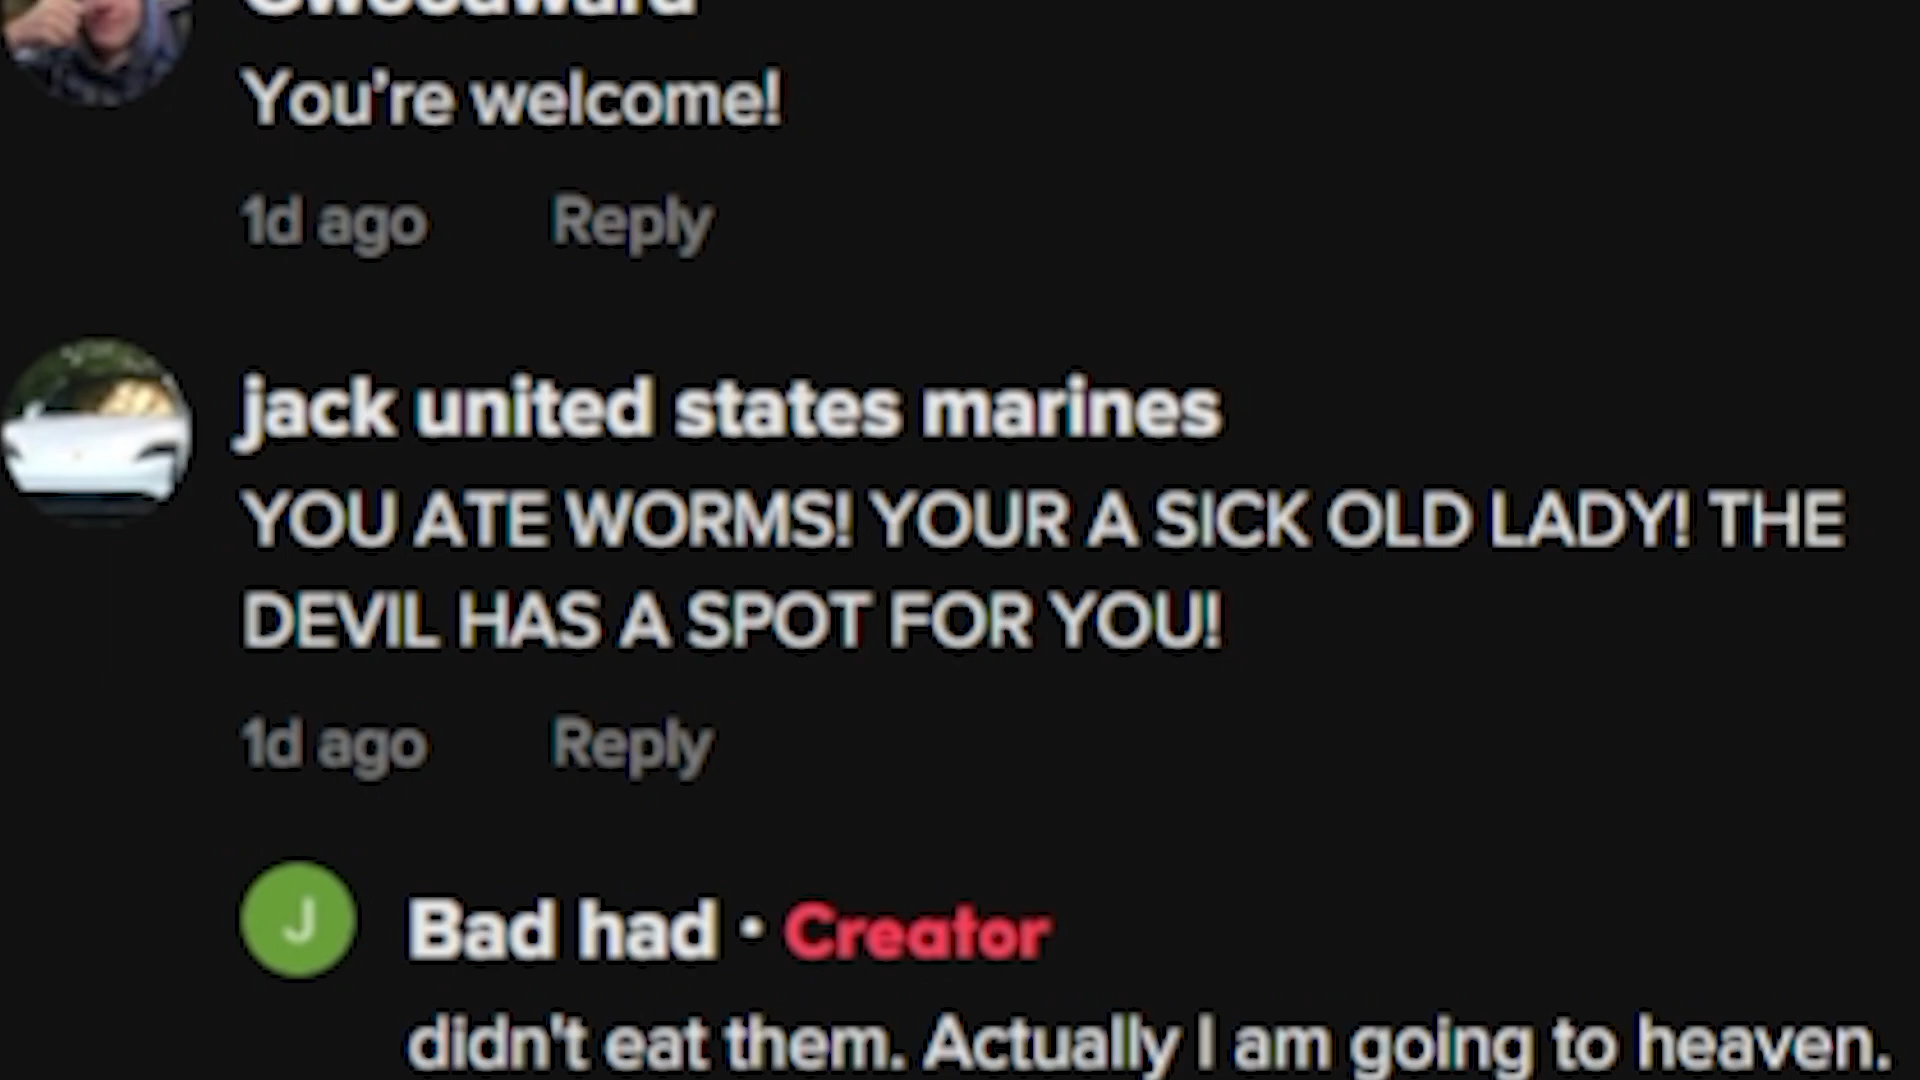 Gwoodward
You're welcome!
1d ago Reply
jack united states marines
YOU ATE WORMS! YOUR A SICK OLD LADY! THE
DEVIL HAS A SPOT FOR YOU!
1d ago Reply
J
Bad had · Creator
didn't eat them. Actually I am going to heaven.